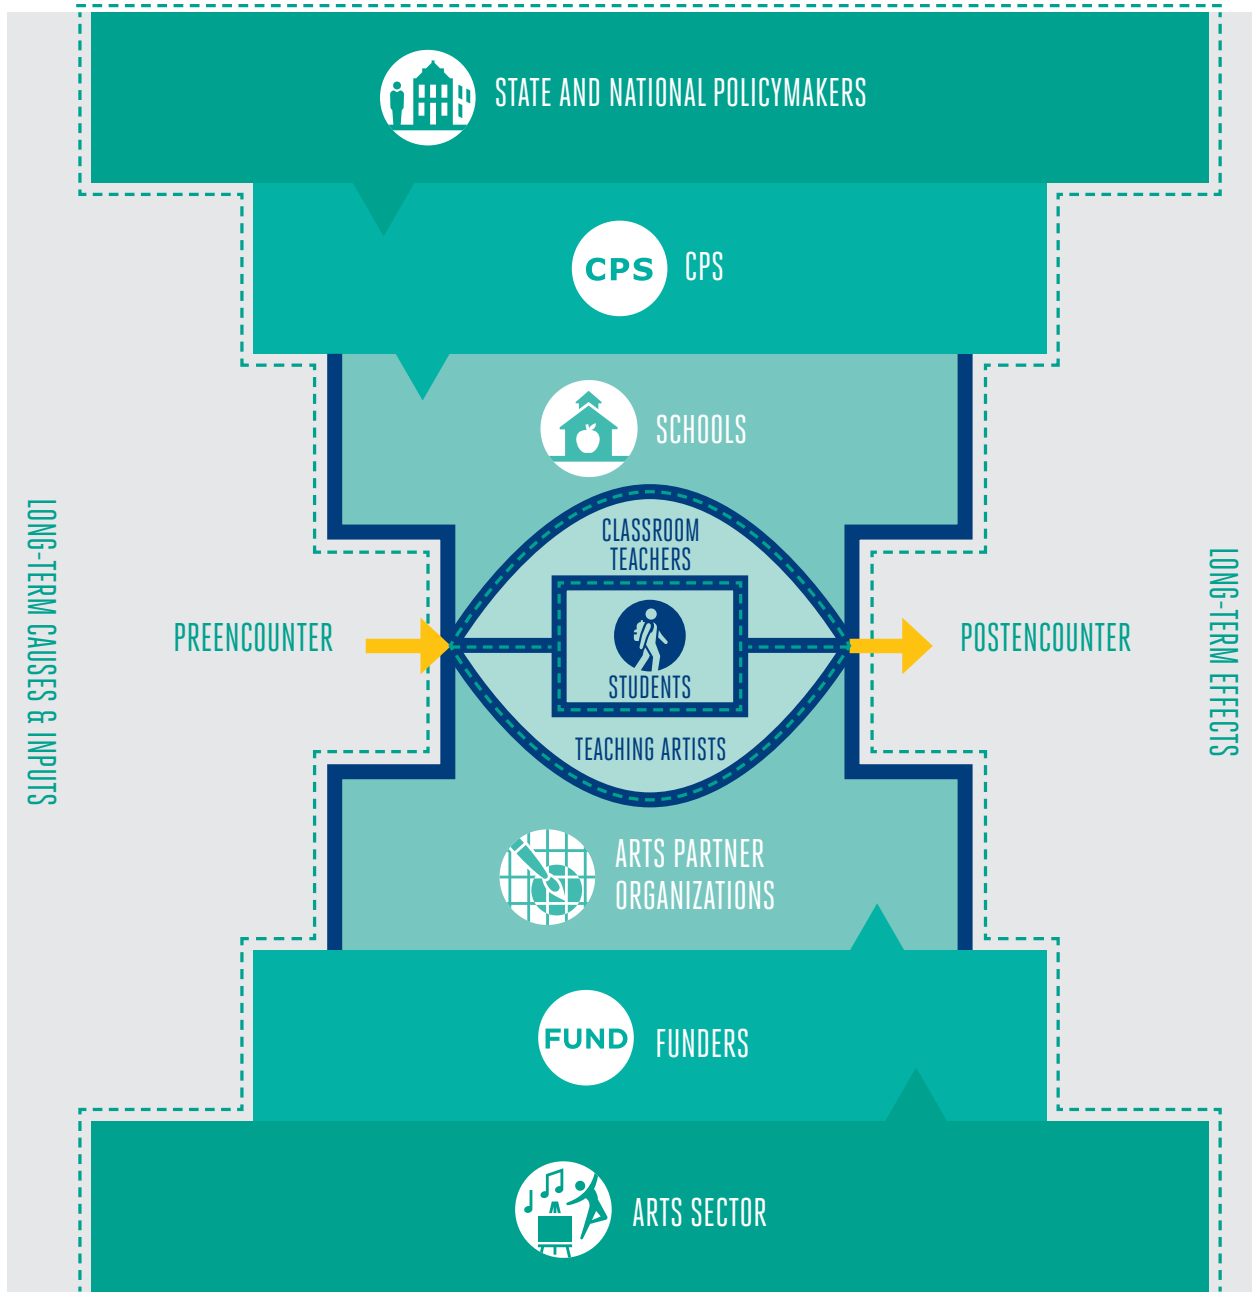 STATE AND NATIONAL POLICYMAKERS
CPS
CPS
SCHOOLS
CLASSROOM
TEACHERS
LONG-TERM CAUSES & INPUTS
PREENCOUNTER
STUDENTS
POSTENCOUNTER
LONG-TERM EFFECTS
TEACHING ARTISTS
ARTS PARTNER
ORGANIZATIONS
FUND
FUNDERS
ARTS SECTOR